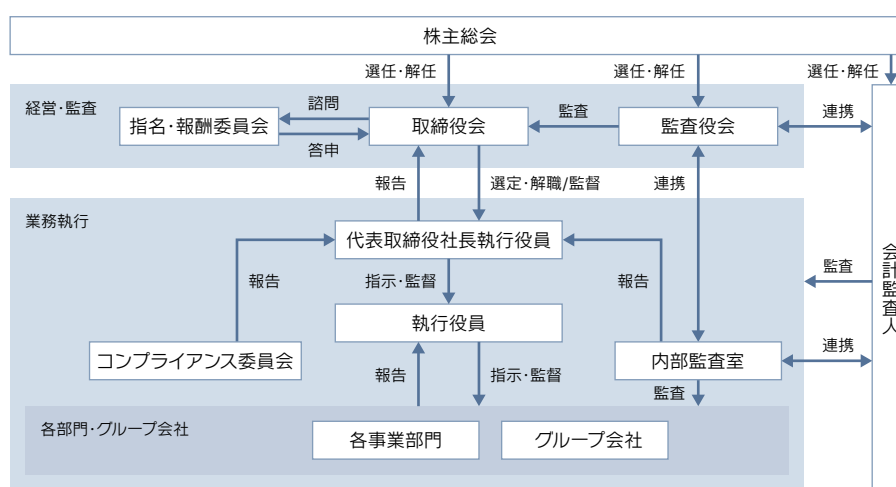 株主総会
選任・解任
選任・解任
選任・解任
経営・監査
指名・報酬委員会
諮問
答申
取締役会
監査
監査役会
連携
報告
選定・解職/監督
連携
業務執行
代表取締役社長執行役員
報告
指示・監督
報告
監査
会計監査人
執行役員
コンプライアンス委員会
報告
指示・監督
内部監査室
連携
監査
各部門・グループ会社
各事業部門
グループ会社